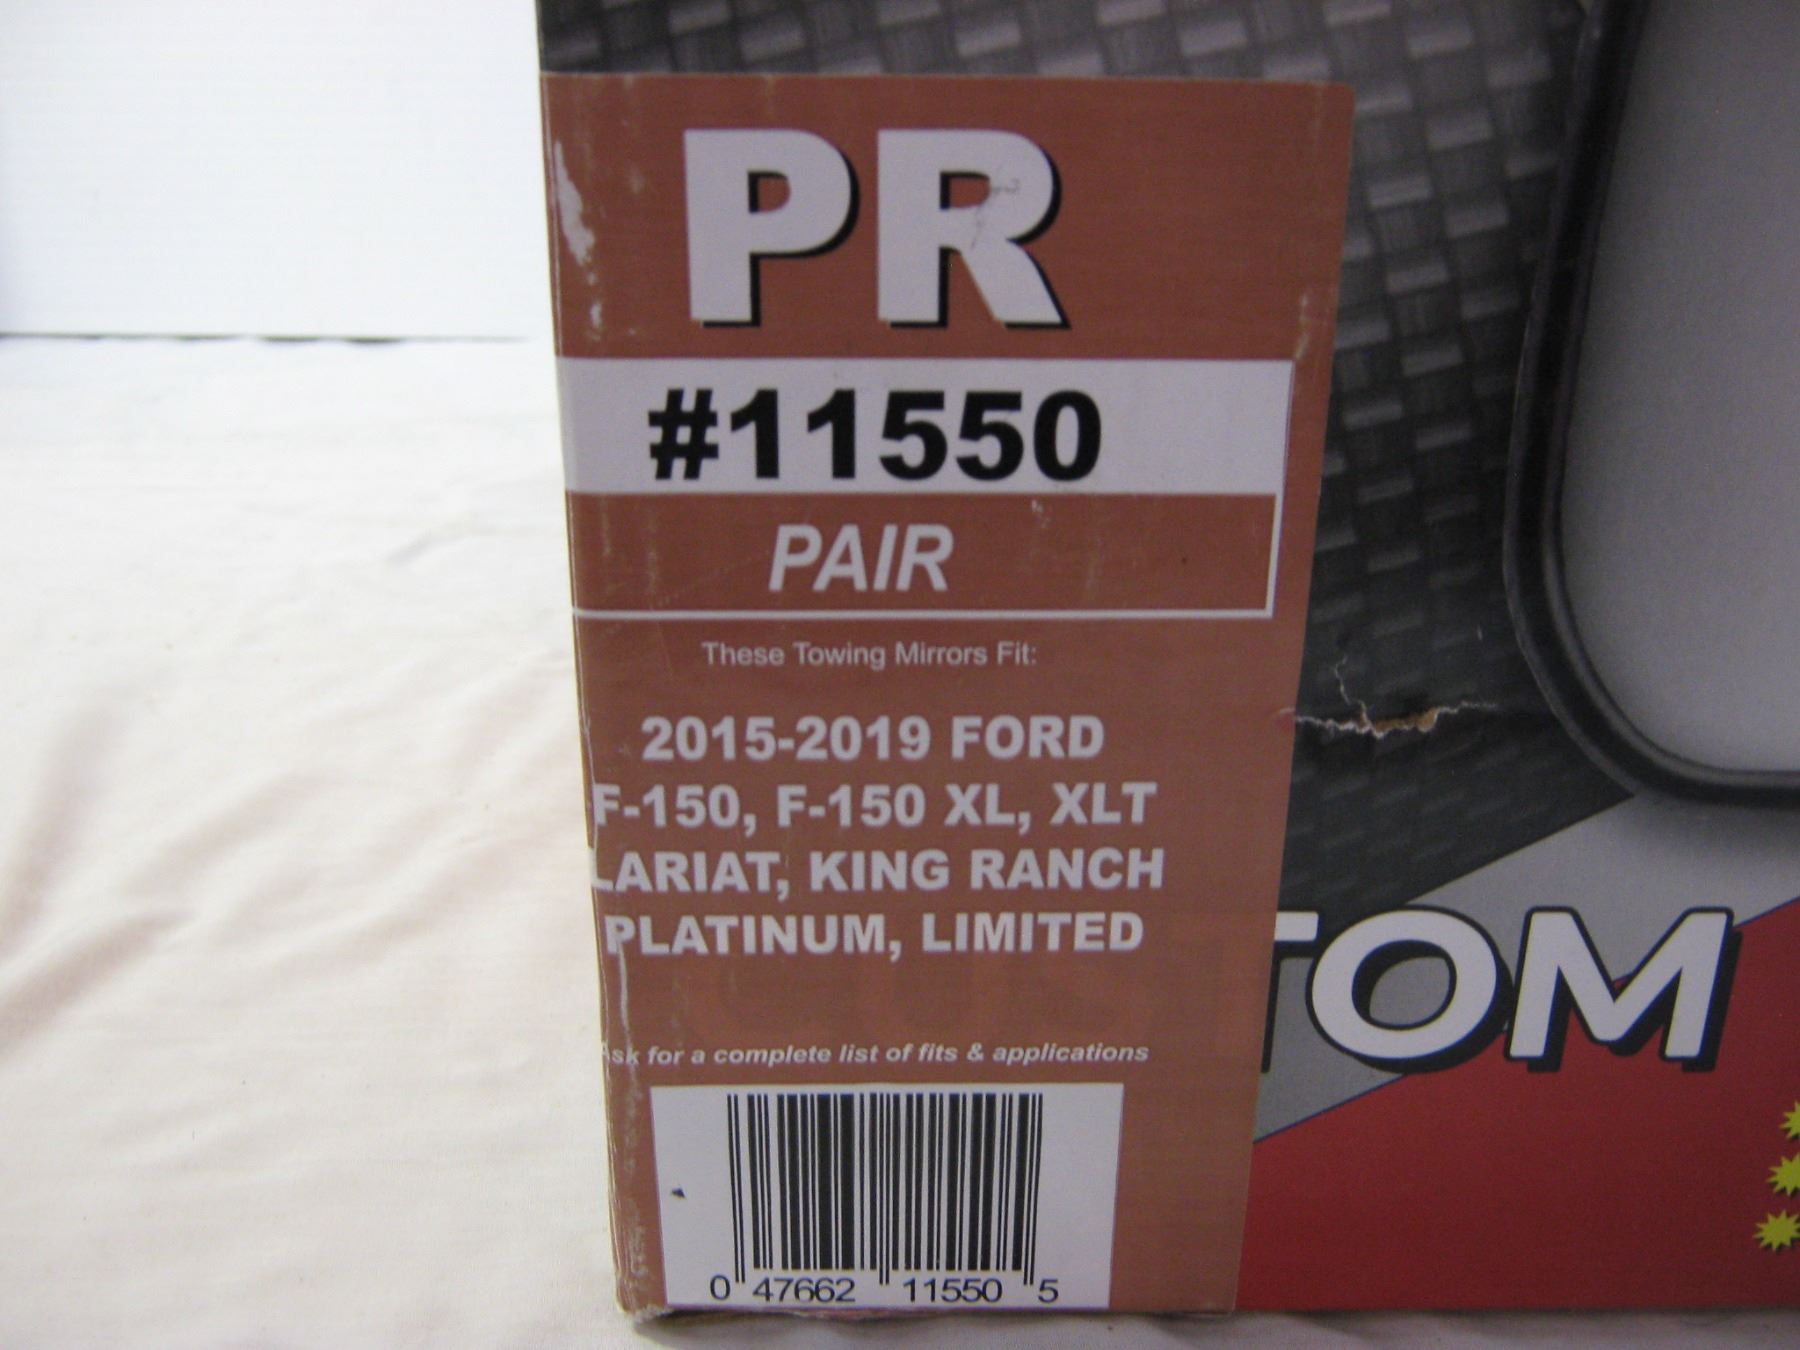 PR
#11550
PAIR
These Towing Mirrors Fit:
2015-2019 FORD
F-150, F-150 XL, XLT
LARIAT, KING RANCH
PLATINUM, LIMITED
Ask for a complete list of fits & applications
TOM
0 47662 11550 5